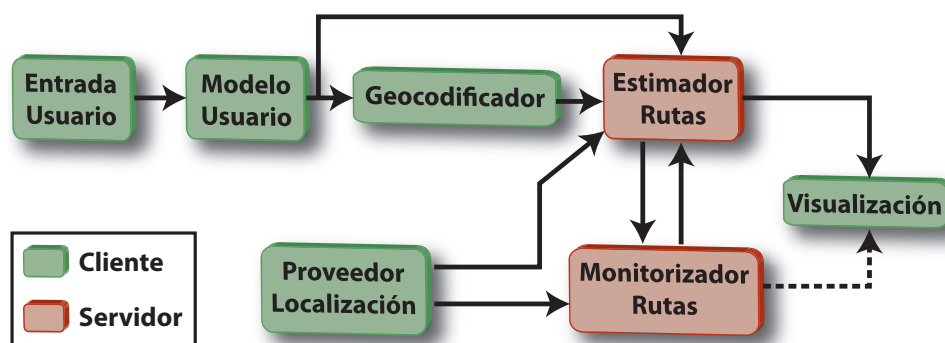 Entrada
Usuario
Modelo
Usuario
Geocodificador
Estimador
Rutas
Visualización
Proveedor
Localización
Monitorizador
Rutas
Cliente
Servidor